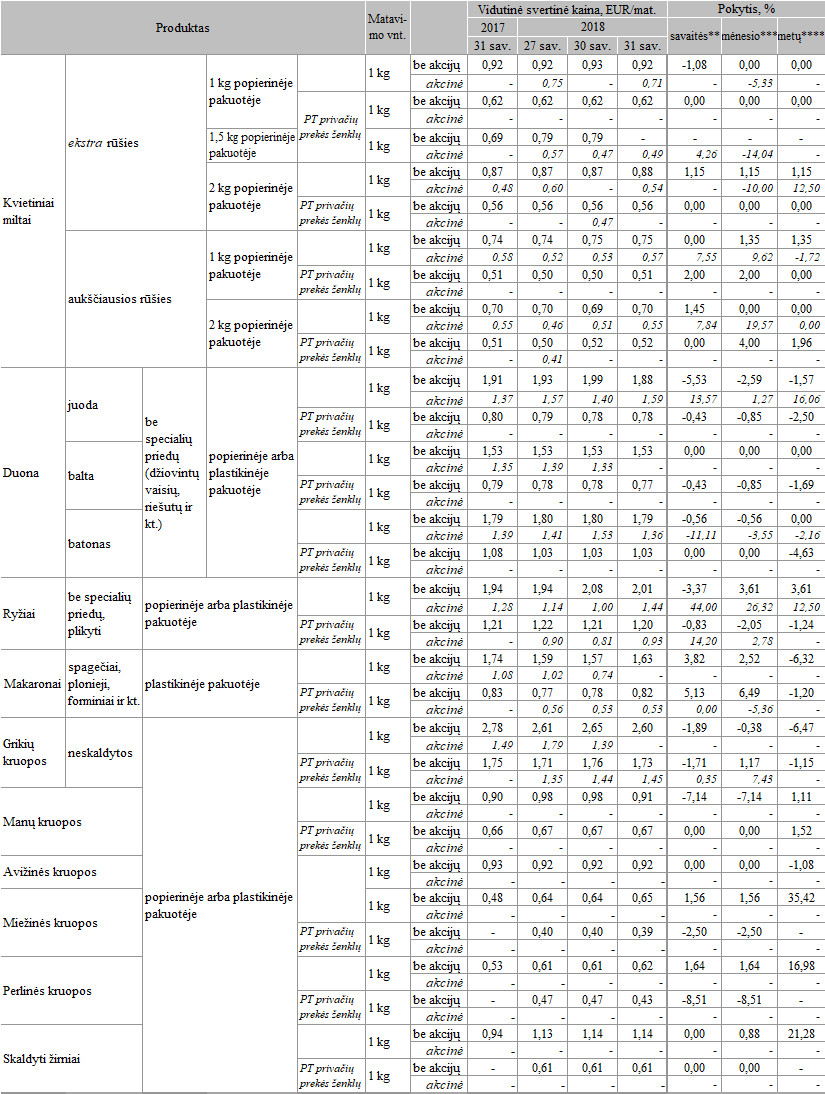 Produktas Matavi-mo vnt. Vidutinė svertinė kaina, EUR/mat. Pokytis, %
2017 2018 savaitės** mėnesio*** metų****
31 sav. 27 sav. 30 sav. 31 sav.
Kvietiniai miltai
ekstra rūšies
1 kg popierinėje pakuotėje 1 kg be akcijų 0,92 0,92 0,93 0,92 -1,08 0,00 0,00
akcinė - 0,75 - 0,71 - -5,33 -
PT privačių prekės ženklų 1 kg be akcijų 0,62 0,62 0,62 0,62 0,00 0,00 0,00
akcinė - - - - - - -
1,5 kg popierinėje pakuotėje 1 kg be akcijų 0,69 0,79 0,79 - - - -
akcinė - 0,57 0,47 0,49 4,26 -14,04 -
2 kg popierinėje pakuotėje 1 kg be akcijų 0,87 0,87 0,87 0,88 1,15 1,15 1,15
akcinė 0,48 0,60 - 0,54 - -10,00 12,50
PT privačių prekės ženklų 1 kg be akcijų 0,56 0,56 0,56 0,56 0,00 0,00 0,00
akcinė - - 0,47 - - - -
aukščiausios rūšies
1 kg popierinėje pakuotėje 1 kg be akcijų 0,74 0,74 0,75 0,75 0,00 1,35 1,35
akcinė 0,58 0,52 0,53 0,57 7,55 9,62 -1,72
PT privačių prekės ženklų 1 kg be akcijų 0,51 0,50 0,50 0,51 2,00 2,00 0,00
akcinė - - - - - - -
2 kg popierinėje pakuotėje 1 kg be akcijų 0,70 0,70 0,69 0,70 1,45 0,00 0,00
akcinė 0,55 0,46 0,51 0,55 7,84 19,57 0,00
PT privačių prekės ženklų 1 kg be akcijų 0,51 0,50 0,52 0,52 0,00 4,00 1,96
akcinė - 0,41 - - - - -
Duona
be specialių priedų (džiovintų vaisių, riešutų ir kt.)
popierinėje arba plastikinėje pakuotėje
juoda 1 kg be akcijų 1,91 1,93 1,99 1,88 -5,53 -2,59 -1,57
akcinė 1,37 1,57 1,40 1,59 13,57 1,27 16,06
PT privačių prekės ženklų 1 kg be akcijų 0,80 0,79 0,78 0,78 -0,43 -0,85 -2,50
akcinė - - - - - - -
balta 1 kg be akcijų 1,53 1,53 1,53 1,53 0,00 0,00 0,00
akcinė 1,35 1,39 1,33 - - - -
PT privačių prekės ženklų 1 kg be akcijų 0,79 0,78 0,78 0,77 -0,43 -0,85 -1,69
akcinė - - - - - - -
batonas 1 kg be akcijų 1,79 1,80 1,80 1,79 -0,56 -0,56 0,00
akcinė 1,39 1,41 1,53 1,36 -11,11 -3,55 -2,16
PT privačių prekės ženklų 1 kg be akcijų 1,08 1,03 1,03 1,03 0,00 0,00 -4,63
akcinė - - - - - - -
Ryžiai be specialių priedų, plikyti popierinėje arba plastikinėje pakuotėje 1 kg be akcijų 1,94 1,94 2,08 2,01 -3,37 3,61 3,61
akcinė 1,28 1,14 1,00 1,44 44,00 26,32 12,50
PT privačių prekės ženklų 1 kg be akcijų 1,21 1,22 1,21 1,20 -0,83 -2,05 -1,24
akcinė - 0,90 0,81 0,93 14,20 2,78 -
Makaronai spagečiai, plonieji, forminiai ir kt. plastikinėje pakuotėje 1 kg be akcijų 1,74 1,59 1,57 1,63 3,82 2,52 -6,32
akcinė 1,08 1,02 0,74 - - - -
PT privačių prekės ženklų 1 kg be akcijų 0,83 0,77 0,78 0,82 5,13 6,49 -1,20
akcinė - 0,56 0,53 0,53 0,00 -5,36 -
popierinėje arba plastikinėje pakuotėje
Grikių kruopos neskaldytos 1 kg be akcijų 2,78 2,61 2,65 2,60 -1,89 -0,38 -6,47
akcinė 1,49 1,79 1,39 - - - -
PT privačių prekės ženklų 1 kg be akcijų 1,75 1,71 1,76 1,73 -1,71 1,17 -1,15
akcinė - 1,35 1,44 1,45 0,35 7,43 -
Manų kruopos 1 kg be akcijų 0,90 0,98 0,98 0,91 -7,14 -7,14 1,11
akcinė - - - - - - -
PT privačių prekės ženklų 1 kg be akcijų 0,66 0,67 0,67 0,67 0,00 0,00 1,52
akcinė - - - - - - -
Avižinės kruopos 1 kg be akcijų 0,93 0,92 0,92 0,92 0,00 0,00 -1,08
akcinė - - - - - - -
Miežinės kruopos 1 kg be akcijų 0,48 0,64 0,64 0,65 1,56 1,56 35,42
akcinė - - - - - - -
PT privačių prekės ženklų 1 kg be akcijų - 0,40 0,40 0,39 -2,50 -2,50 -
akcinė - - - - - - -
Perlinės kruopos 1 kg be akcijų 0,53 0,61 0,61 0,62 1,64 1,64 16,98
akcinė - - - - - - -
PT privačių prekės ženklų 1 kg be akcijų - 0,47 0,47 0,43 -8,51 -8,51 -
akcinė - - - - - - -
Skaldyti žirniai 1 kg be akcijų 0,94 1,13 1,14 1,14 0,00 0,88 21,28
akcinė - - - - - - -
PT privačių prekės ženklų 1 kg be akcijų - 0,61 0,61 0,61 0,00 0,00 -
akcinė - - - - - - -